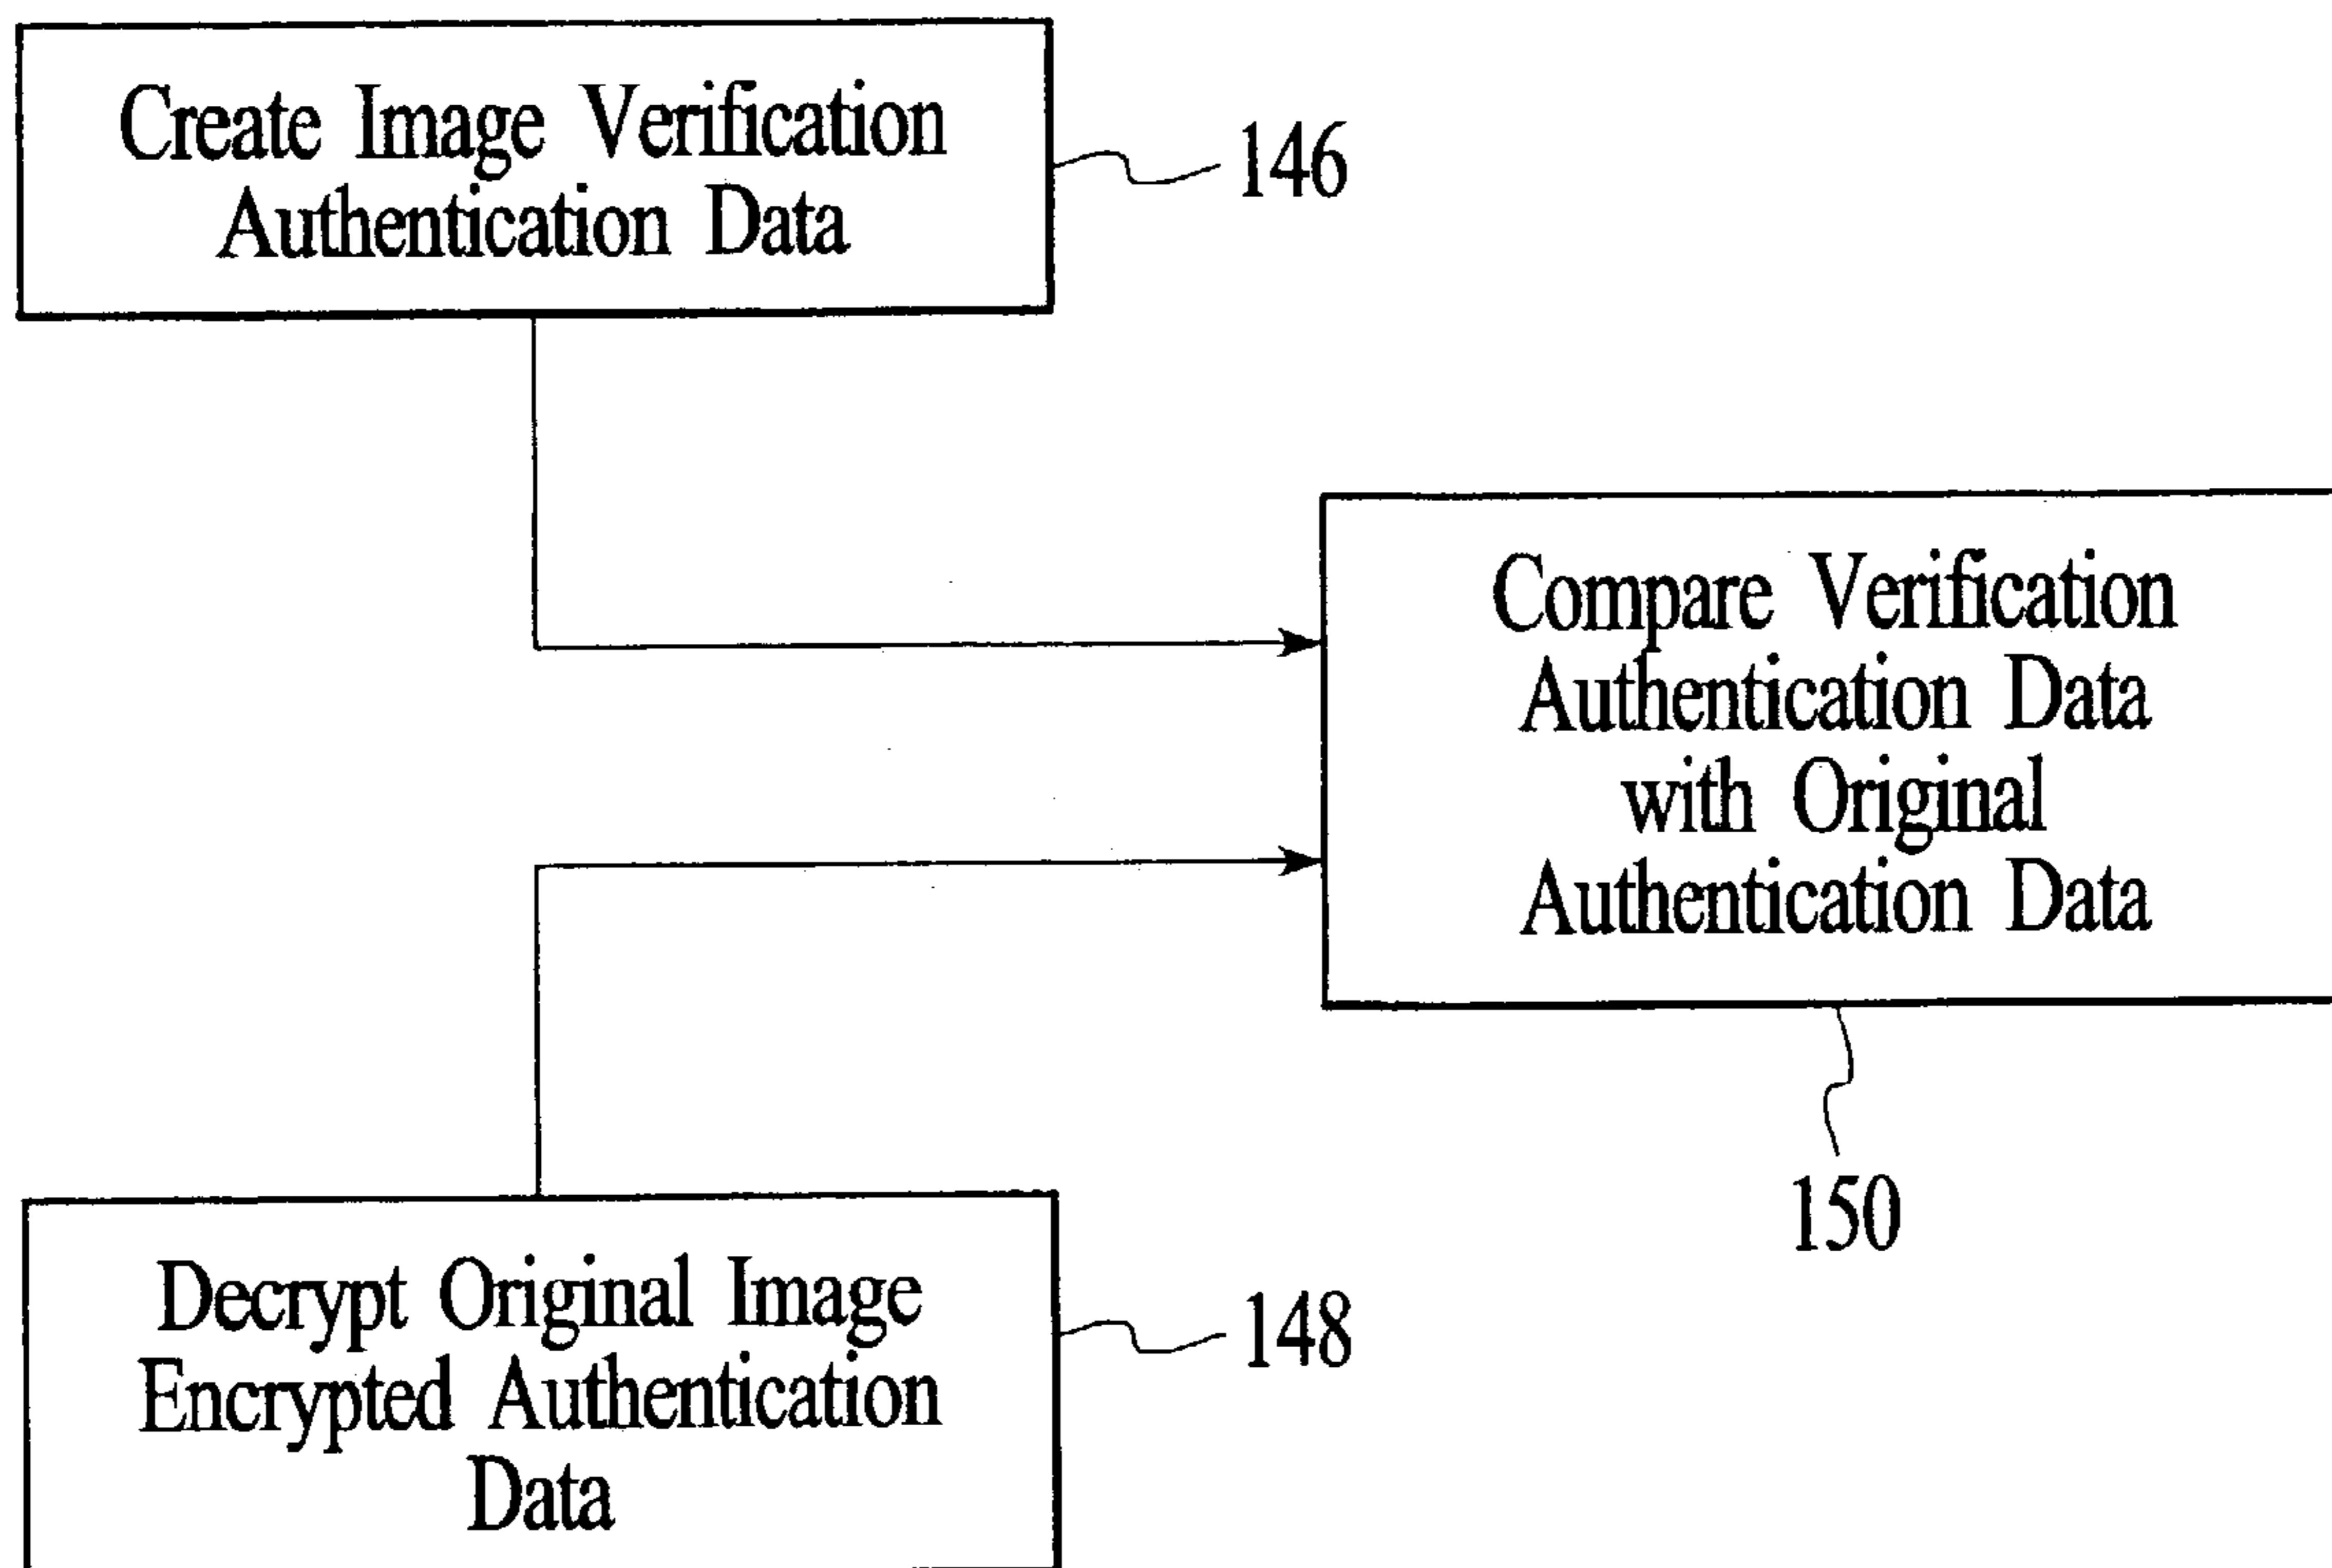 Create Image Verification
Authentication Data
146
Compare Verification
Authentication Data
with Original
Authentication Data
150
Decrypt Original Image
Encrypted Authentication
Data
148